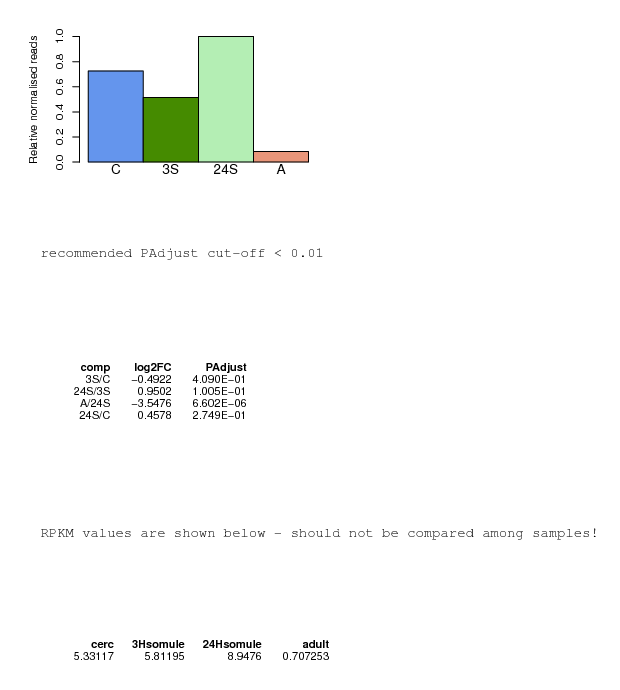 Relative normalised reads
1.0
0.8
0.6
0.4
0.2
0.0
C 3S 24S A
recommended PAdjust cut-off < 0.01
comp log2FC PAdjust
3S/C −0.4922 4.090E−01
24S/3S 0.9502 1.005E−01
A/24S −3.5476 6.602E−06
24S/C 0.4578 2.749E−01
RPKM values are shown below - should not be compared among samples!
cerc 3Hsomule 24Hsomule adult
5.33117 5.81195 8.9476 0.707253